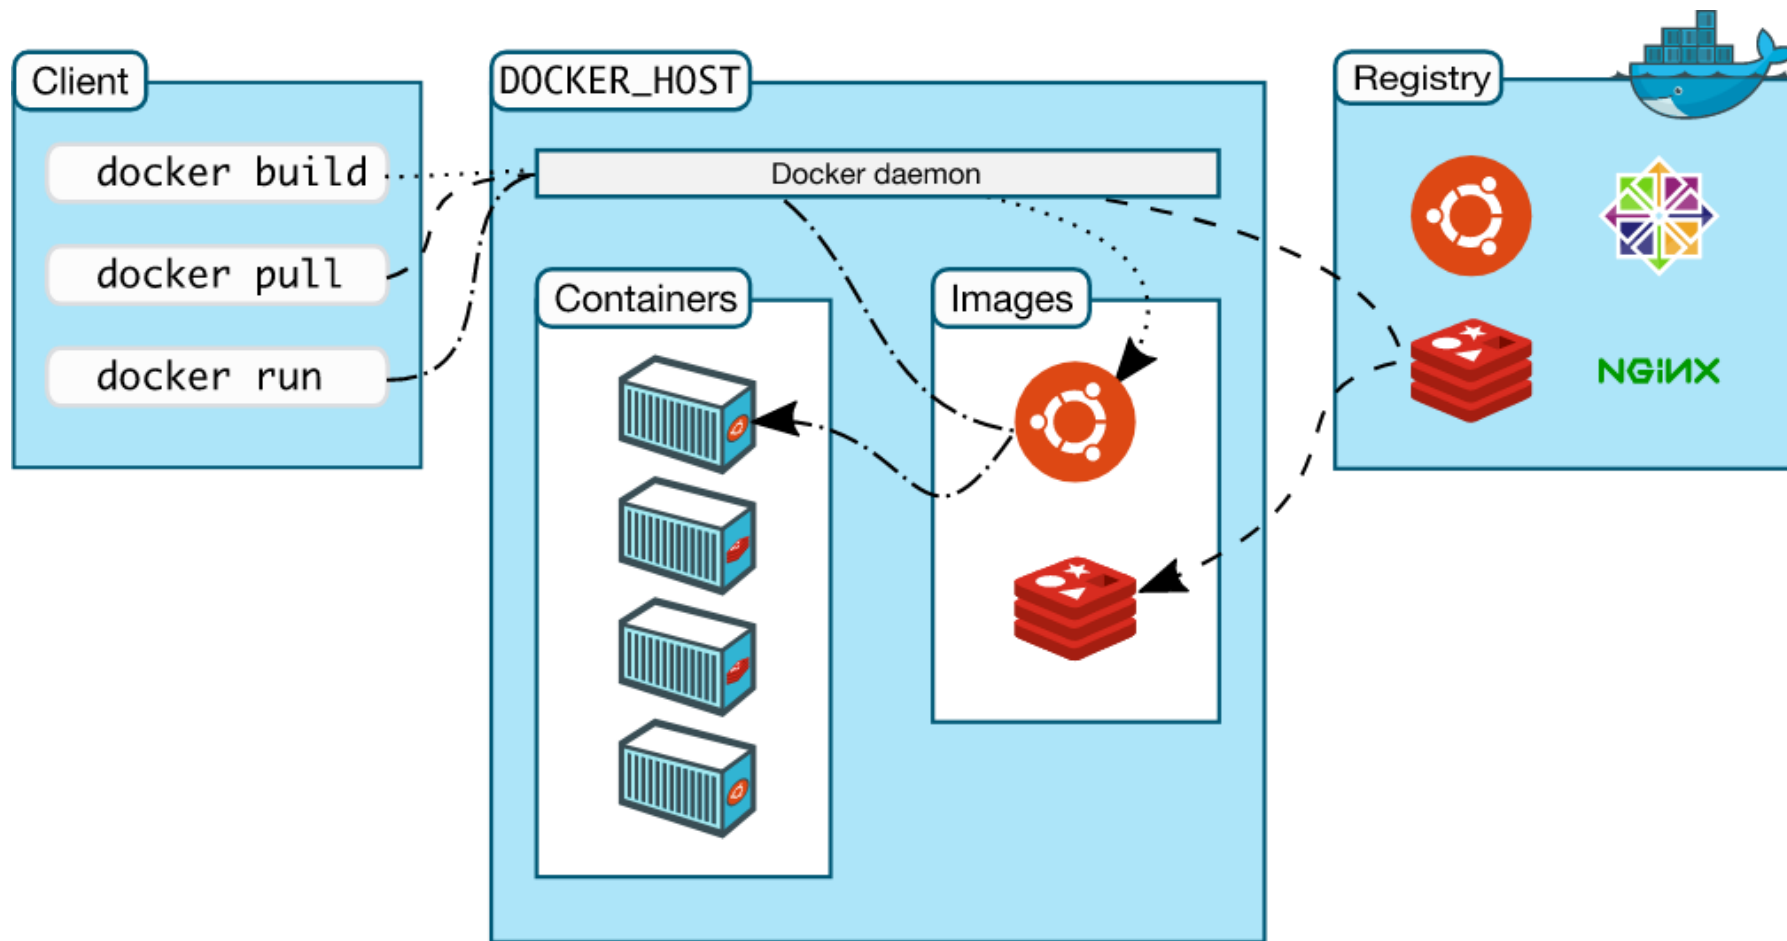 Client
docker build
docker pull
docker run
DOCKER_HOST
Docker daemon
Containers
Images
Registry
NGINX